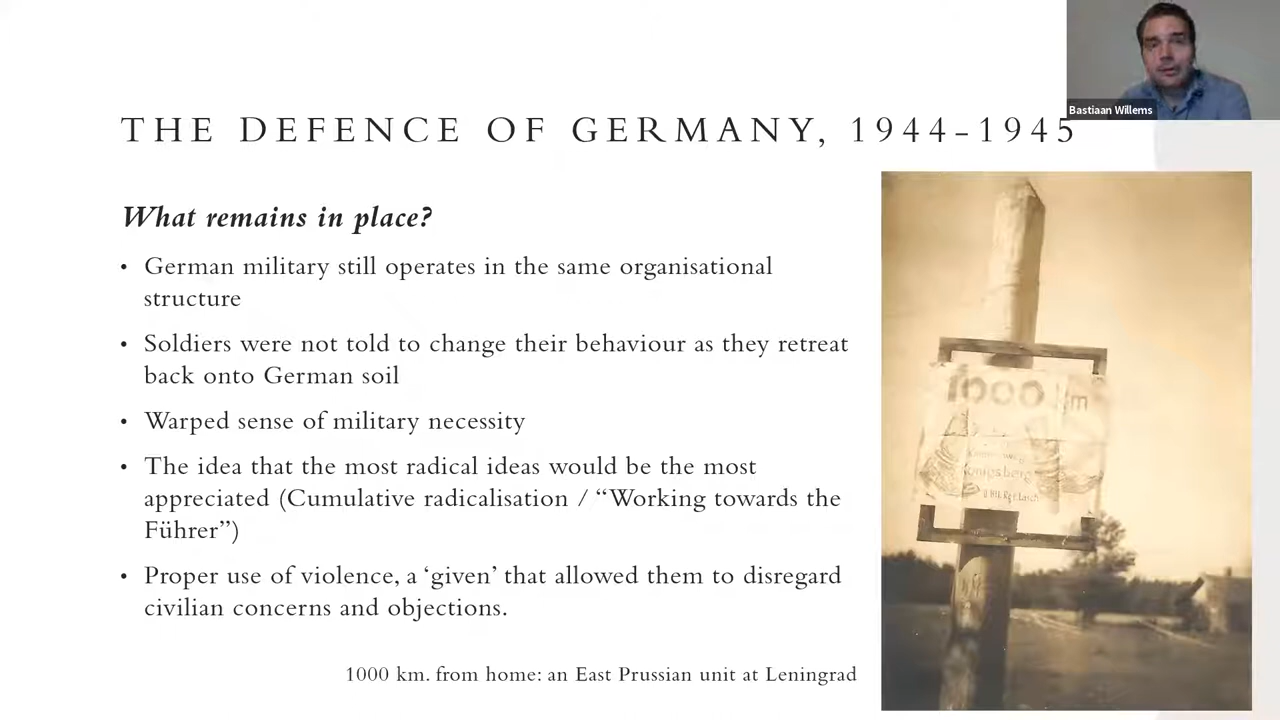 Bastiaan Willems
THE DEFENCE OF GERMANY, 1944–1945
What remains in place?
• German military still operates in the same organisational
structure
• Soldiers were not told to change their behaviour as they retreat
back onto German soil
• Warped sense of military necessity
• The idea that the most radical ideas would be the most
appreciated (Cumulative radicalisation / “Working towards the
Führer”)
• Proper use of violence, a ‘given’ that allowed them to disregard
civilian concerns and objections.
1000 km. from home: an East Prussian unit at Leningrad
1000 km